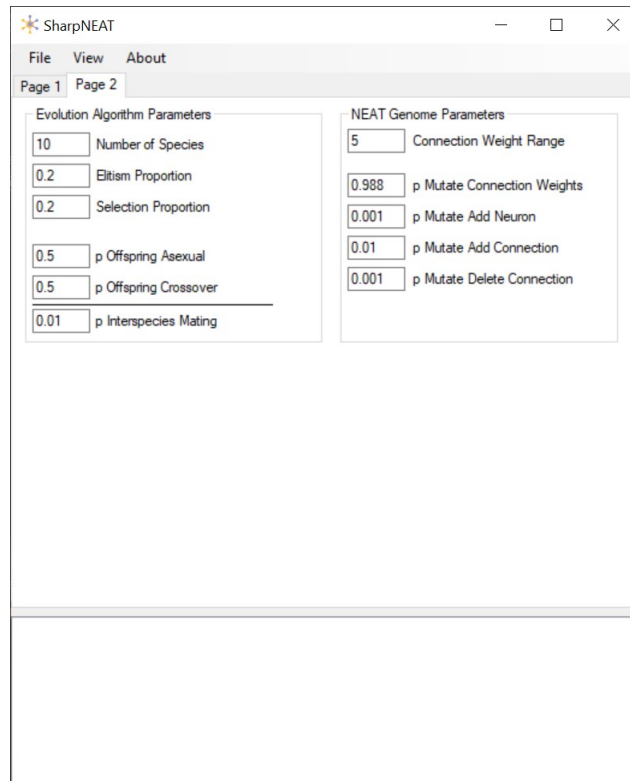 SharpNEAT
File View About
Page 1 Page 2
Evolution Algorithm Parameters
10 Number of Species
0.2 Elitism Proportion
0.2 Selection Proportion
0.5 p Offspring Asexual
0.5 p Offspring Crossover
0.01 p Interspecies Mating
NEAT Genome Parameters
5 Connection Weight Range
0.988 p Mutate Connection Weights
0.001 p Mutate Add Neuron
0.01 p Mutate Add Connection
0.001 p Mutate Delete Connection